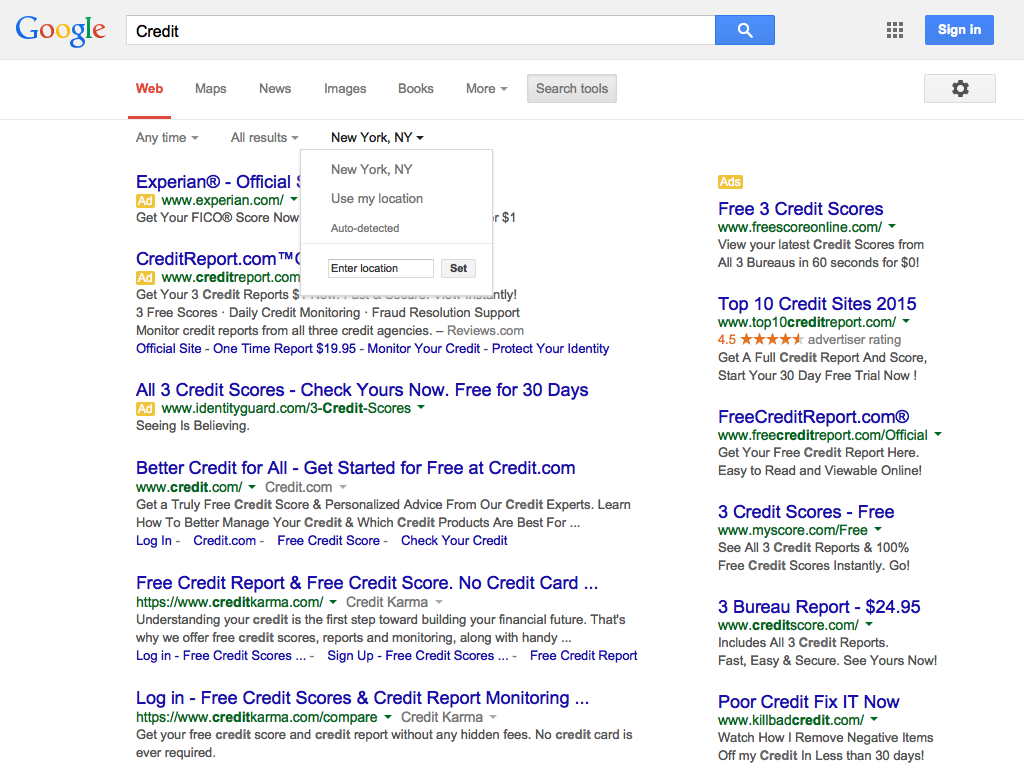 Google
Credit
Sign in
Web Maps News Images Books More Search tools
Any time All results New York, NY
New York, NY
Use my location
Auto-detected
Enter location Set
Experian® - Official
Ad www.experian.com/
Get Your FICO® Score Now $1
CreditReport.com™
Ad www.creditreport.com
Get Your 3 Credit Reports $1 Now. Fast & Secure. View Instantly!
3 Free Scores · Daily Credit Monitoring · Fraud Resolution Support
Monitor credit reports from all three credit agencies. – Reviews.com
Official Site - One Time Report $19.95 - Monitor Your Credit - Protect Your Identity
All 3 Credit Scores - Check Yours Now. Free for 30 Days
Ad www.identityguard.com/3-Credit-Scores
Seeing Is Believing.
Better Credit for All - Get Started for Free at Credit.com
www.credit.com/ Credit.com
Get a Truly Free Credit Score & Personalized Advice From Our Credit Experts. Learn
How To Better Manage Your Credit & Which Credit Products Are Best For ...
Log In - Credit.com - Free Credit Score - Check Your Credit
Free Credit Report & Free Credit Score. No Credit Card ...
https://www.creditkarma.com/ Credit Karma
Understanding your credit is the first step toward building your financial future. That's
why we offer free credit scores, reports and monitoring, along with handy ...
Log in - Free Credit Scores ... - Sign Up - Free Credit Scores ... - Free Credit Report
Log in - Free Credit Scores & Credit Report Monitoring ...
https://www.creditkarma.com/compare Credit Karma
Get your free credit score and credit report without any hidden fees. No credit card is
ever required.
Ads
Free 3 Credit Scores
www.freescoreonline.com/
View your latest Credit Scores from
All 3 Bureaus in 60 seconds for $0!
Top 10 Credit Sites 2015
www.top10creditreport.com/
4.5 advertiser rating
Get A Full Credit Report And Score,
Start Your 30 Day Free Trial Now !
FreeCreditReport.com®
www.freecreditreport.com/Official
Get Your Free Credit Report Here.
Easy to Read and Viewable Online!
3 Credit Scores - Free
www.myscore.com/Free
See All 3 Credit Reports & 100%
Free Credit Scores Instantly. Go!
3 Bureau Report - $24.95
www.creditscore.com/
Includes All 3 Credit Reports.
Fast, Easy & Secure. See Yours Now!
Poor Credit Fix IT Now
www.killbadcredit.com/
Watch How I Remove Negative Items
Off my Credit In Less than 30 days!